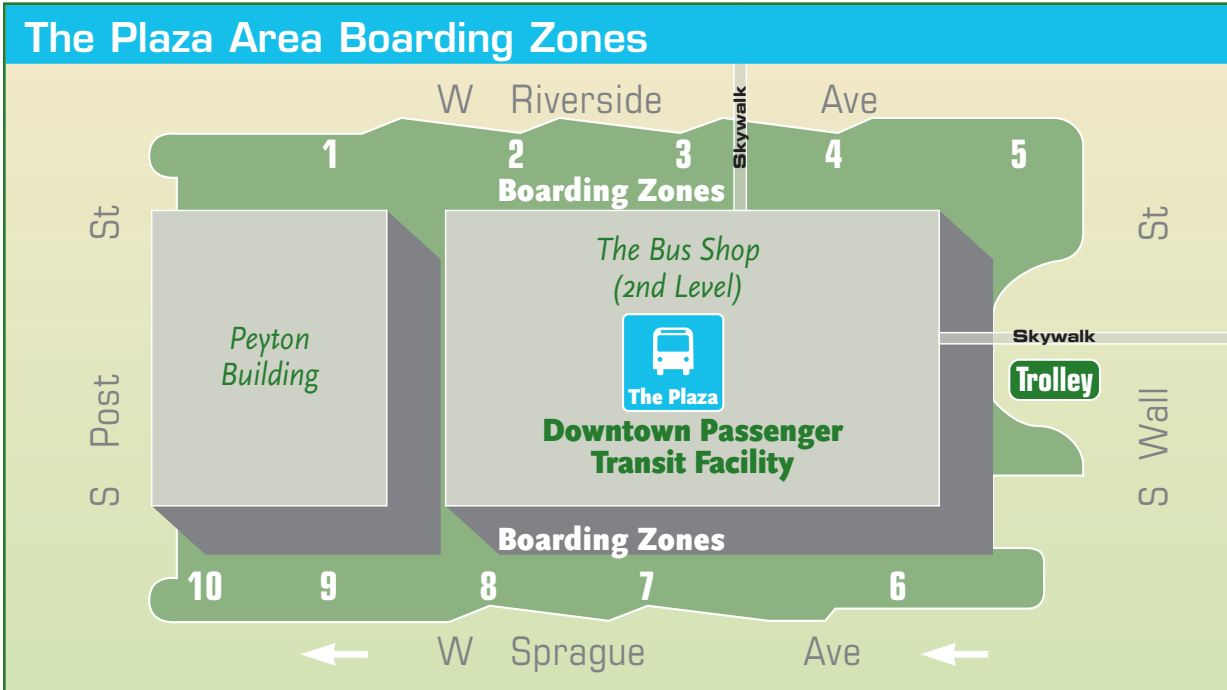 The Plaza Area Boarding Zones
W Riverside Ave
Skywalk
1 2 3 4 5
Boarding Zones
S Post St
S Wall St
The Bus Shop
(2nd Level)
Peyton
Building
The Plaza
Downtown Passenger
Transit Facility
Skywalk
Trolley
Boarding Zones
10 9 8 7 6
W Sprague Ave